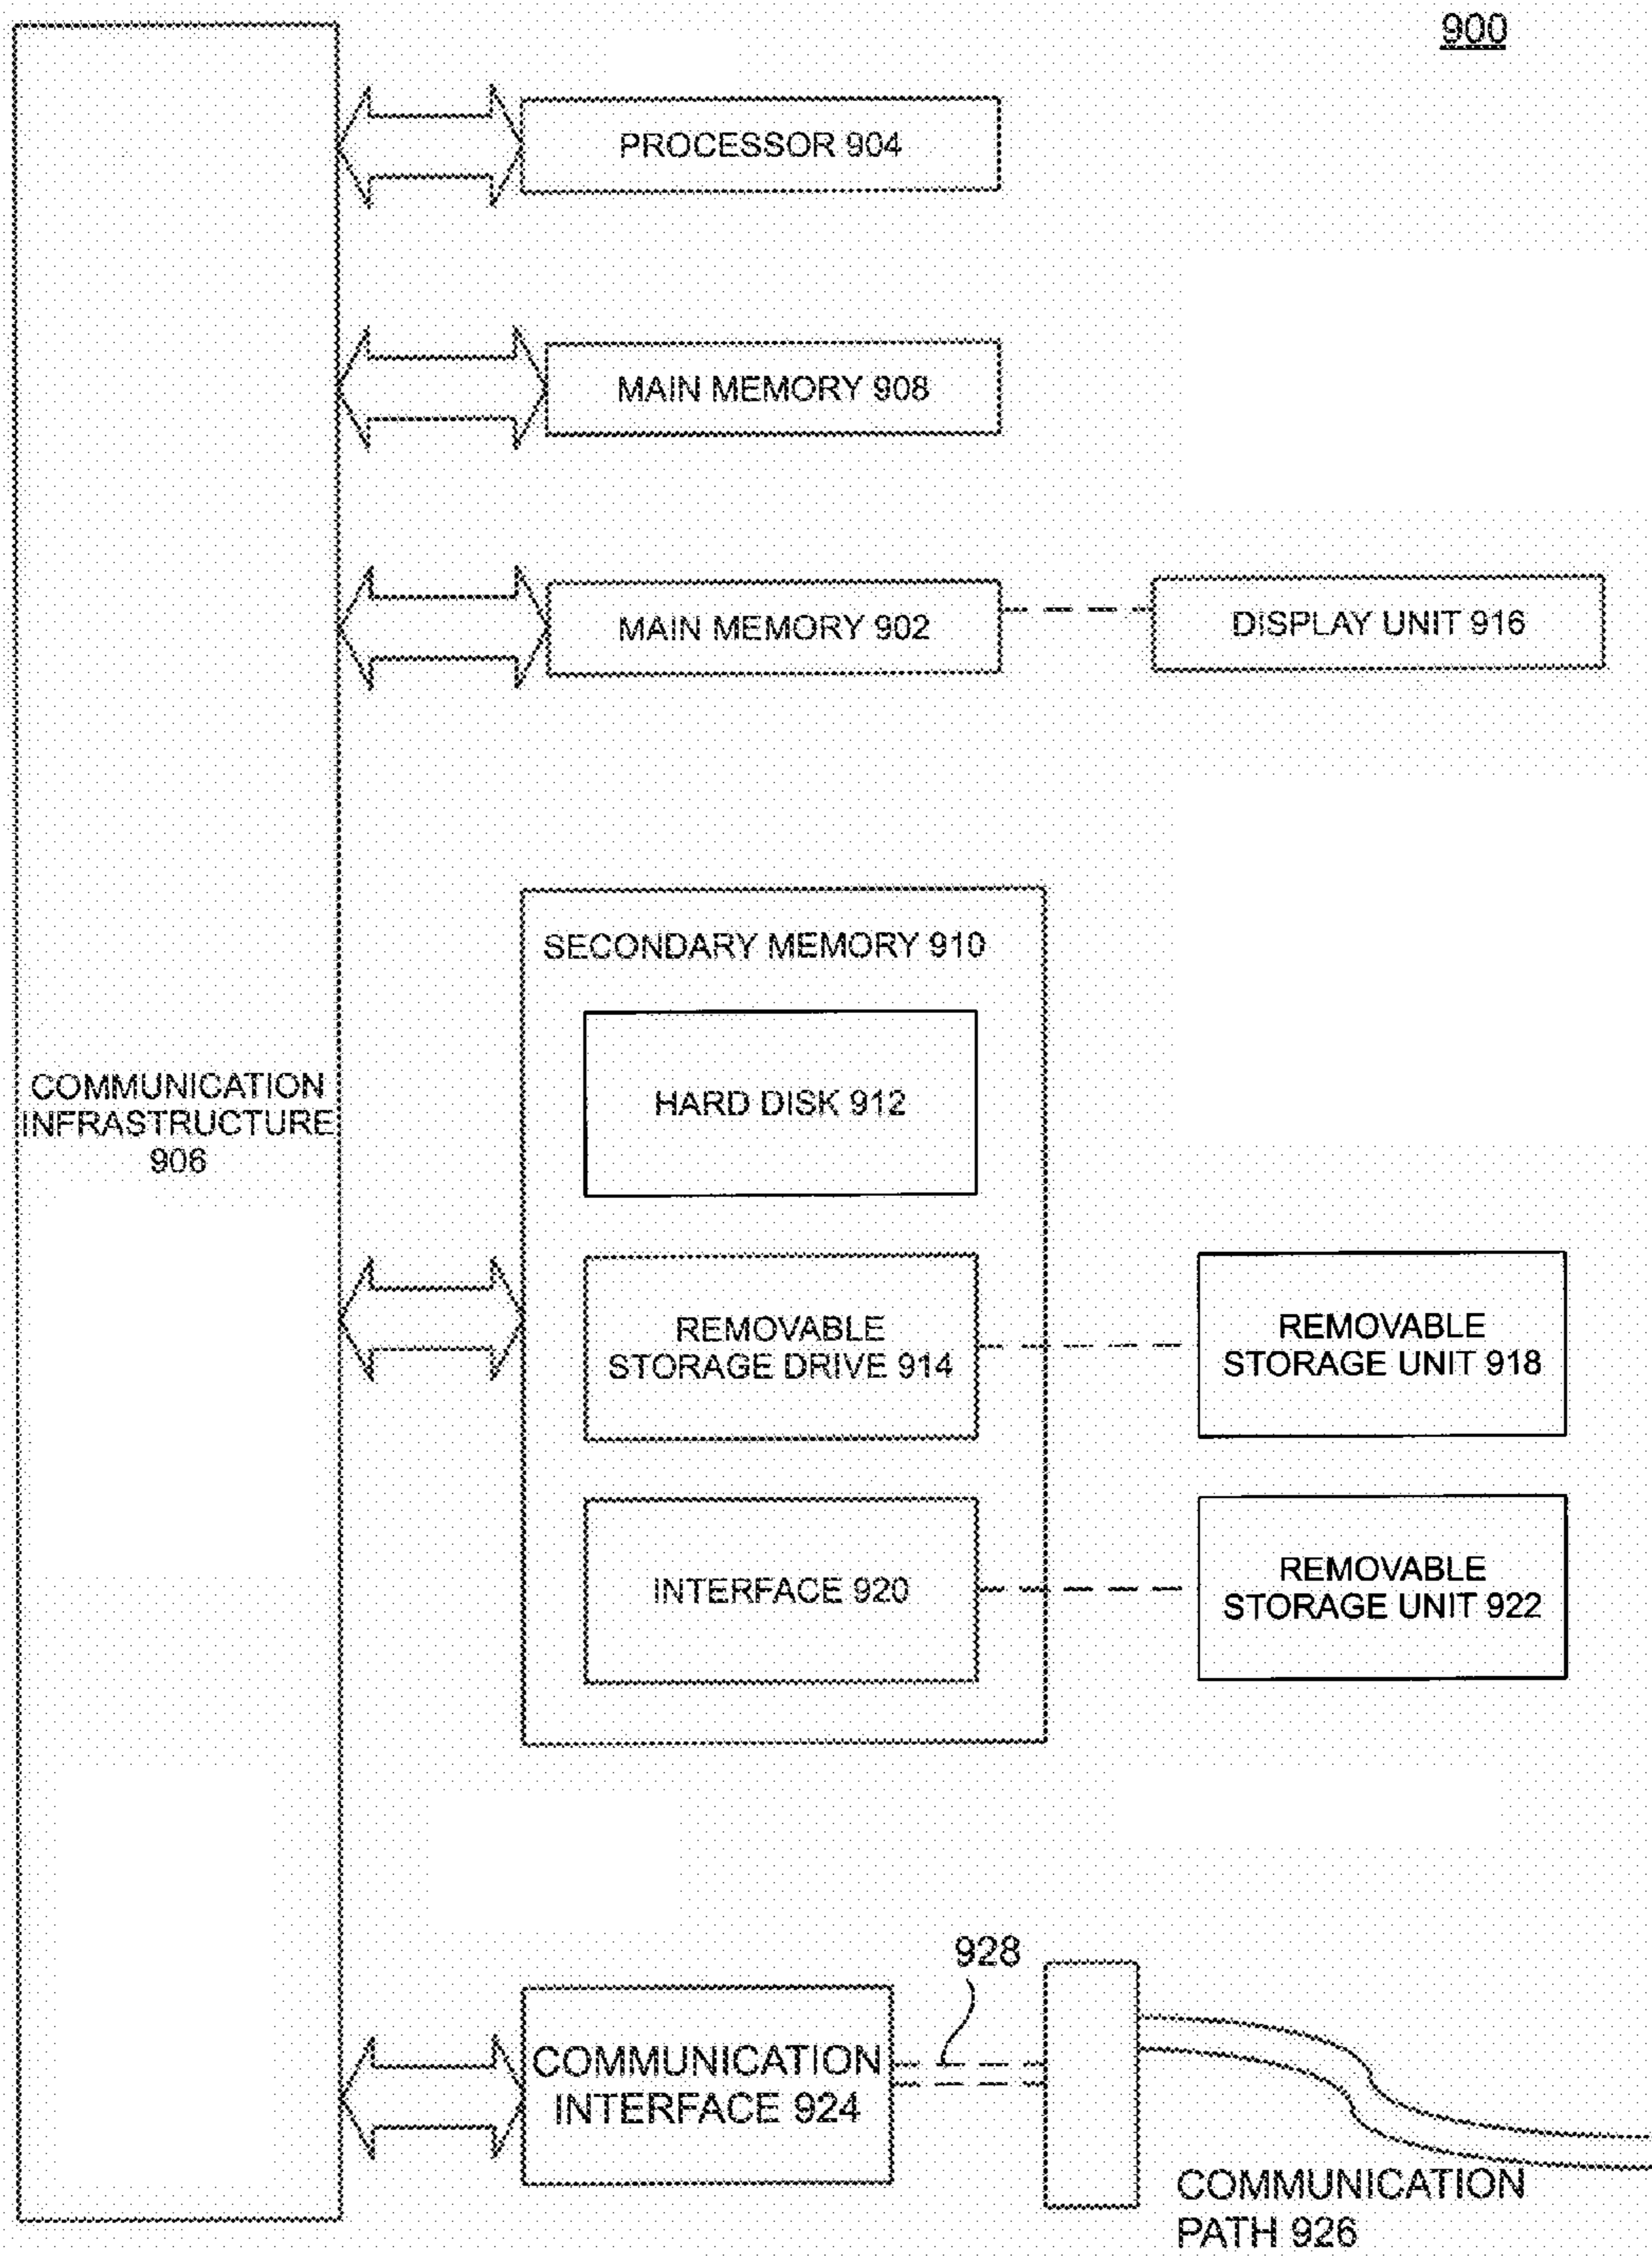 900
PROCESSOR 904
MAIN MEMORY 908
MAIN MEMORY 902
DISPLAY UNIT 916
SECONDARY MEMORY 910
HARD DISK 912
COMMUNICATION
INFRASTRUCTURE
906
REMOVABLE
STORAGE DRIVE 914
REMOVABLE
STORAGE UNIT 918
INTERFACE 920
REMOVABLE
STORAGE UNIT 922
928
COMMUNICATION
INTERFACE 924
COMMUNICATION
PATH 926